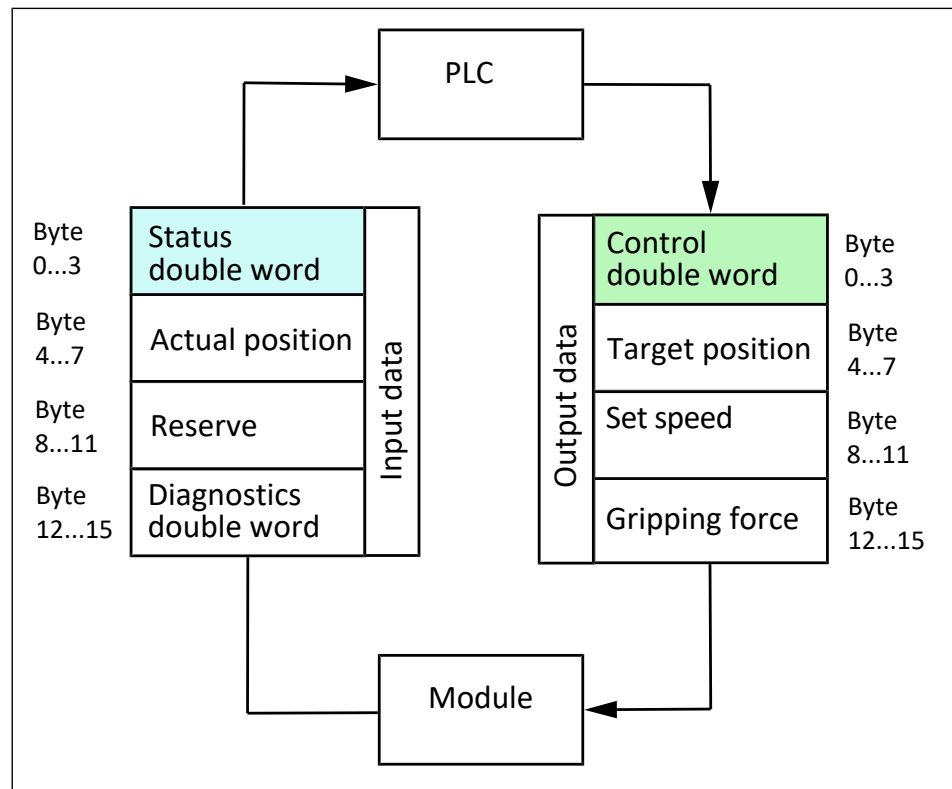 PLC
Byte
0...3
Status
double word
Byte
4...7
Actual position
Byte
8...11
Reserve
Byte
12...15
Diagnostics
double word
Input data
Output data
Control
double word
Byte
0...3
Target position
Byte
4...7
Set speed
Byte
8...11
Gripping force
Byte
12...15
Module